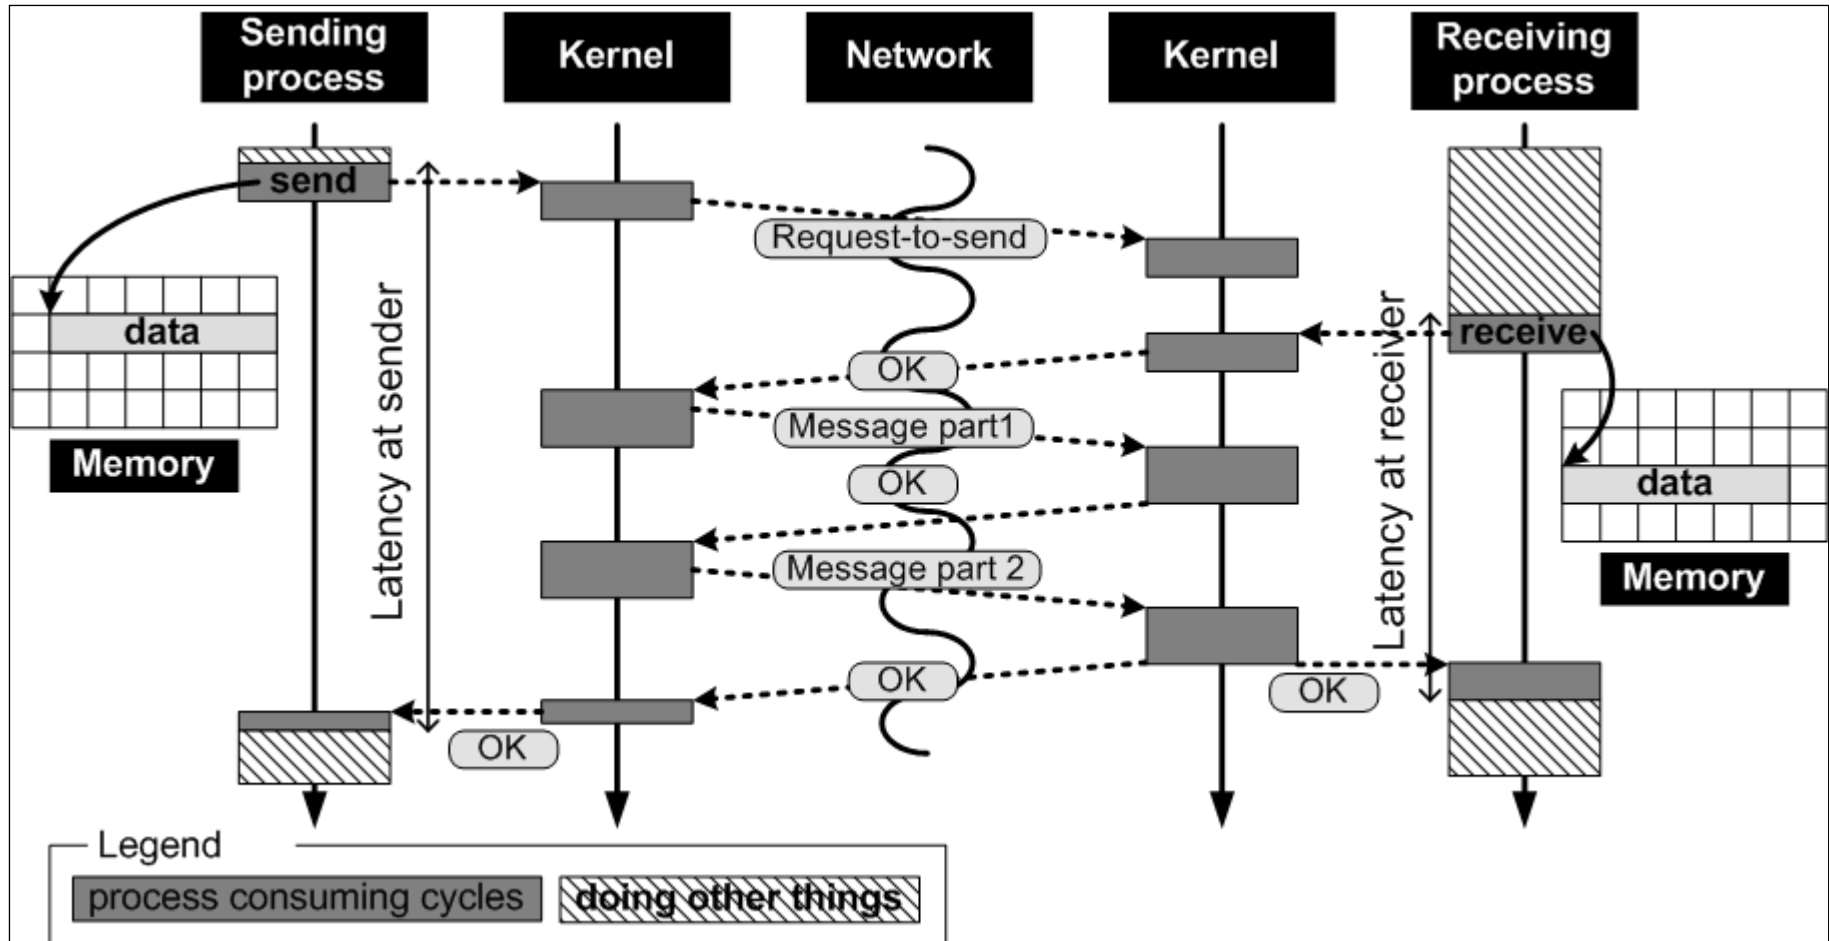 Sending
process
Kernel
Network
Kernel
Receiving
process
send
Request-to-send
data
Memory
Latency at sender
receive
OK
Message part1
OK
Message part 2
OK
OK
OK
Latency at receiver
data
Memory
Legend
process consuming cycles
doing other things